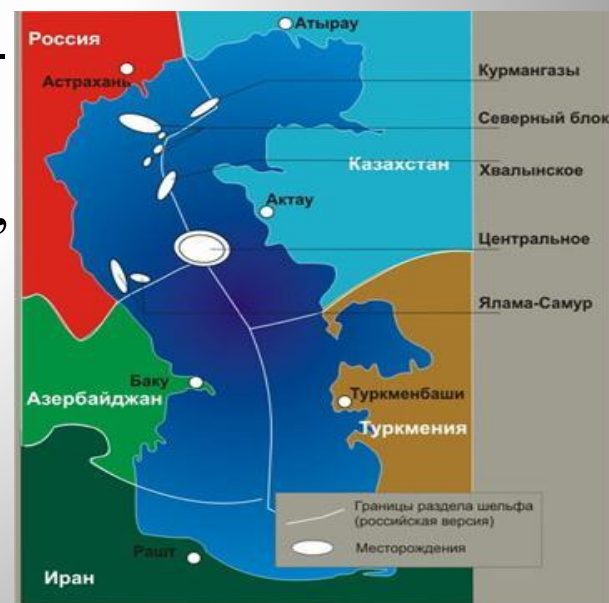 Россия
Атырау
Астрахань
Курмангазы
Северный блок
Казахстан
Хвалынское
Актау
Центральное
Ялама-Самур
Баку
Азербайджан
Туркменбаши
Туркмения
Границы раздела шельфа
(российская версия)
Месторождения
Рашт
Иран